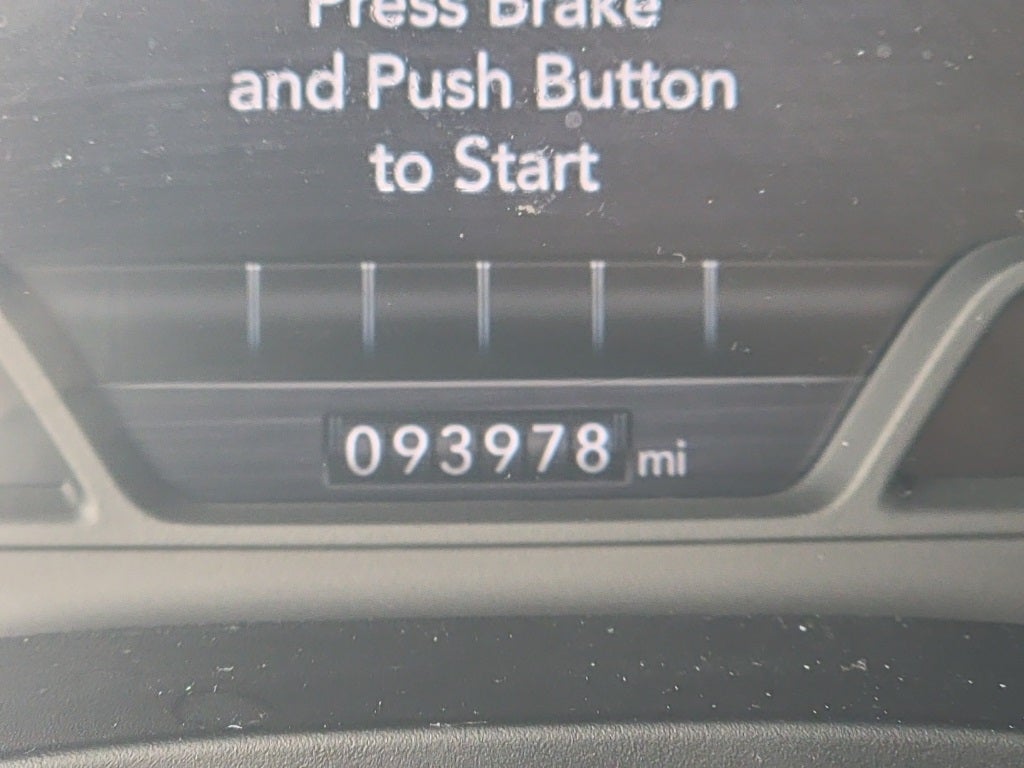 Press Brake
and Push Button
to Start
093978 mi